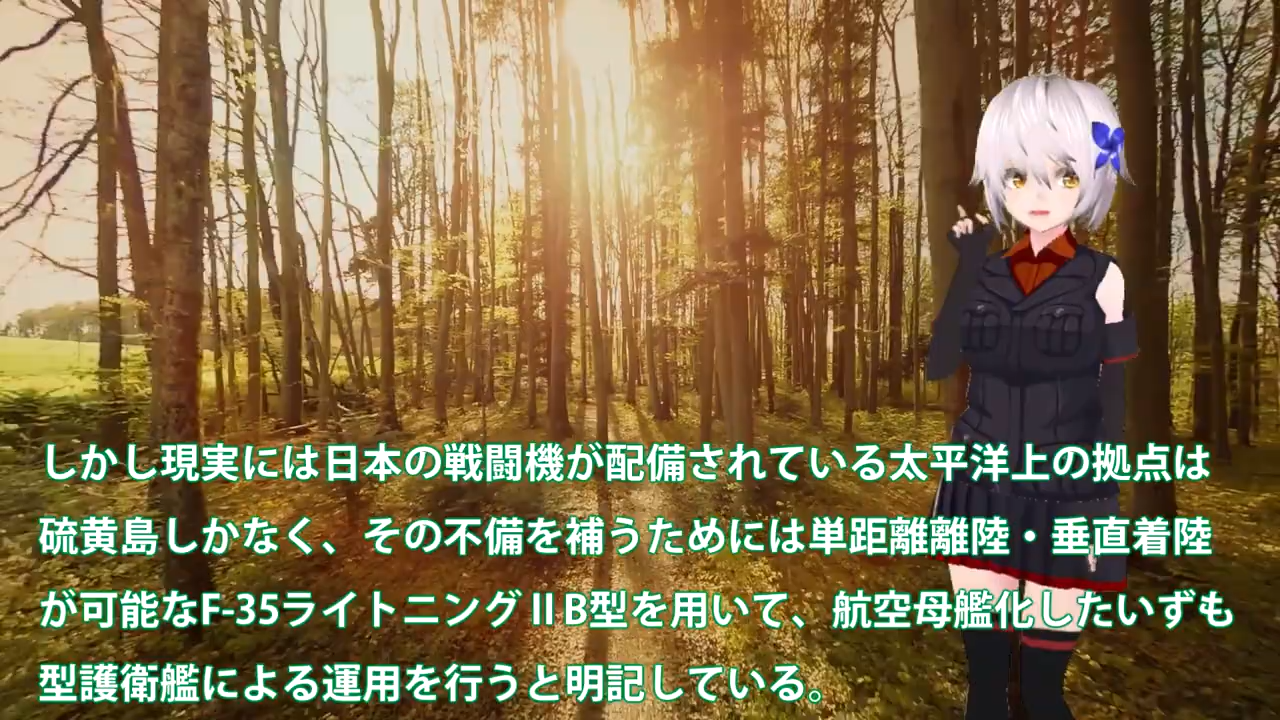 しかし現実には日本の戦闘機が配備されている太平洋上の拠点は
硫黄島しかなく、その不備を補うためには単距離離陸・垂直着陸
が可能なF-35ライトニングⅡB型を用いて、航空母艦化したいずも
型護衛艦による運用を行うと明記している。